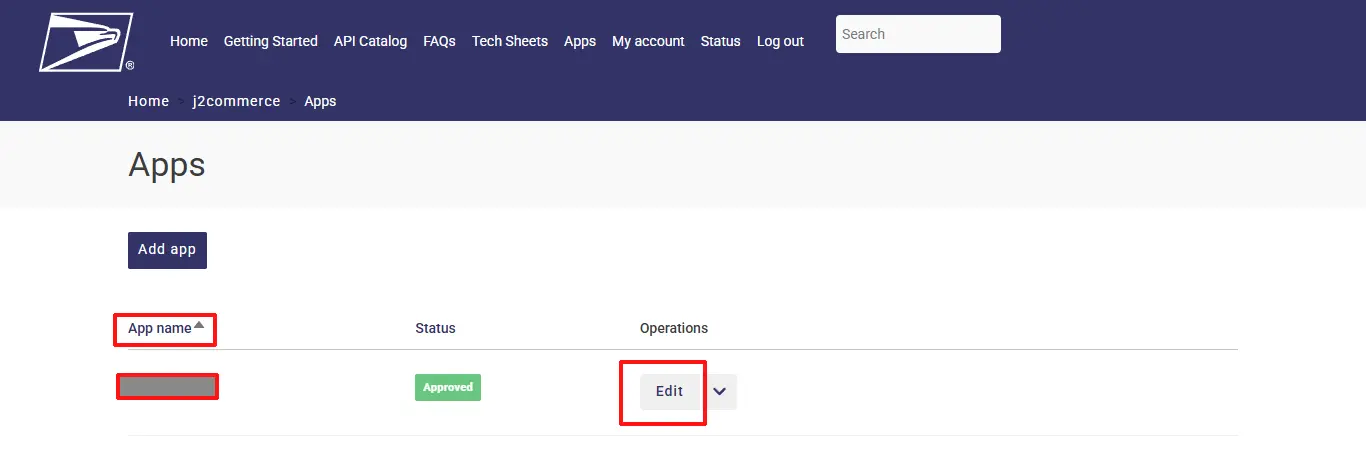 Home Getting Started API Catalog FAQs Tech Sheets Apps My account Status Log out Search
®
Home > j2commerce > Apps
Apps
Add app
App name Status Operations
Approved Edit